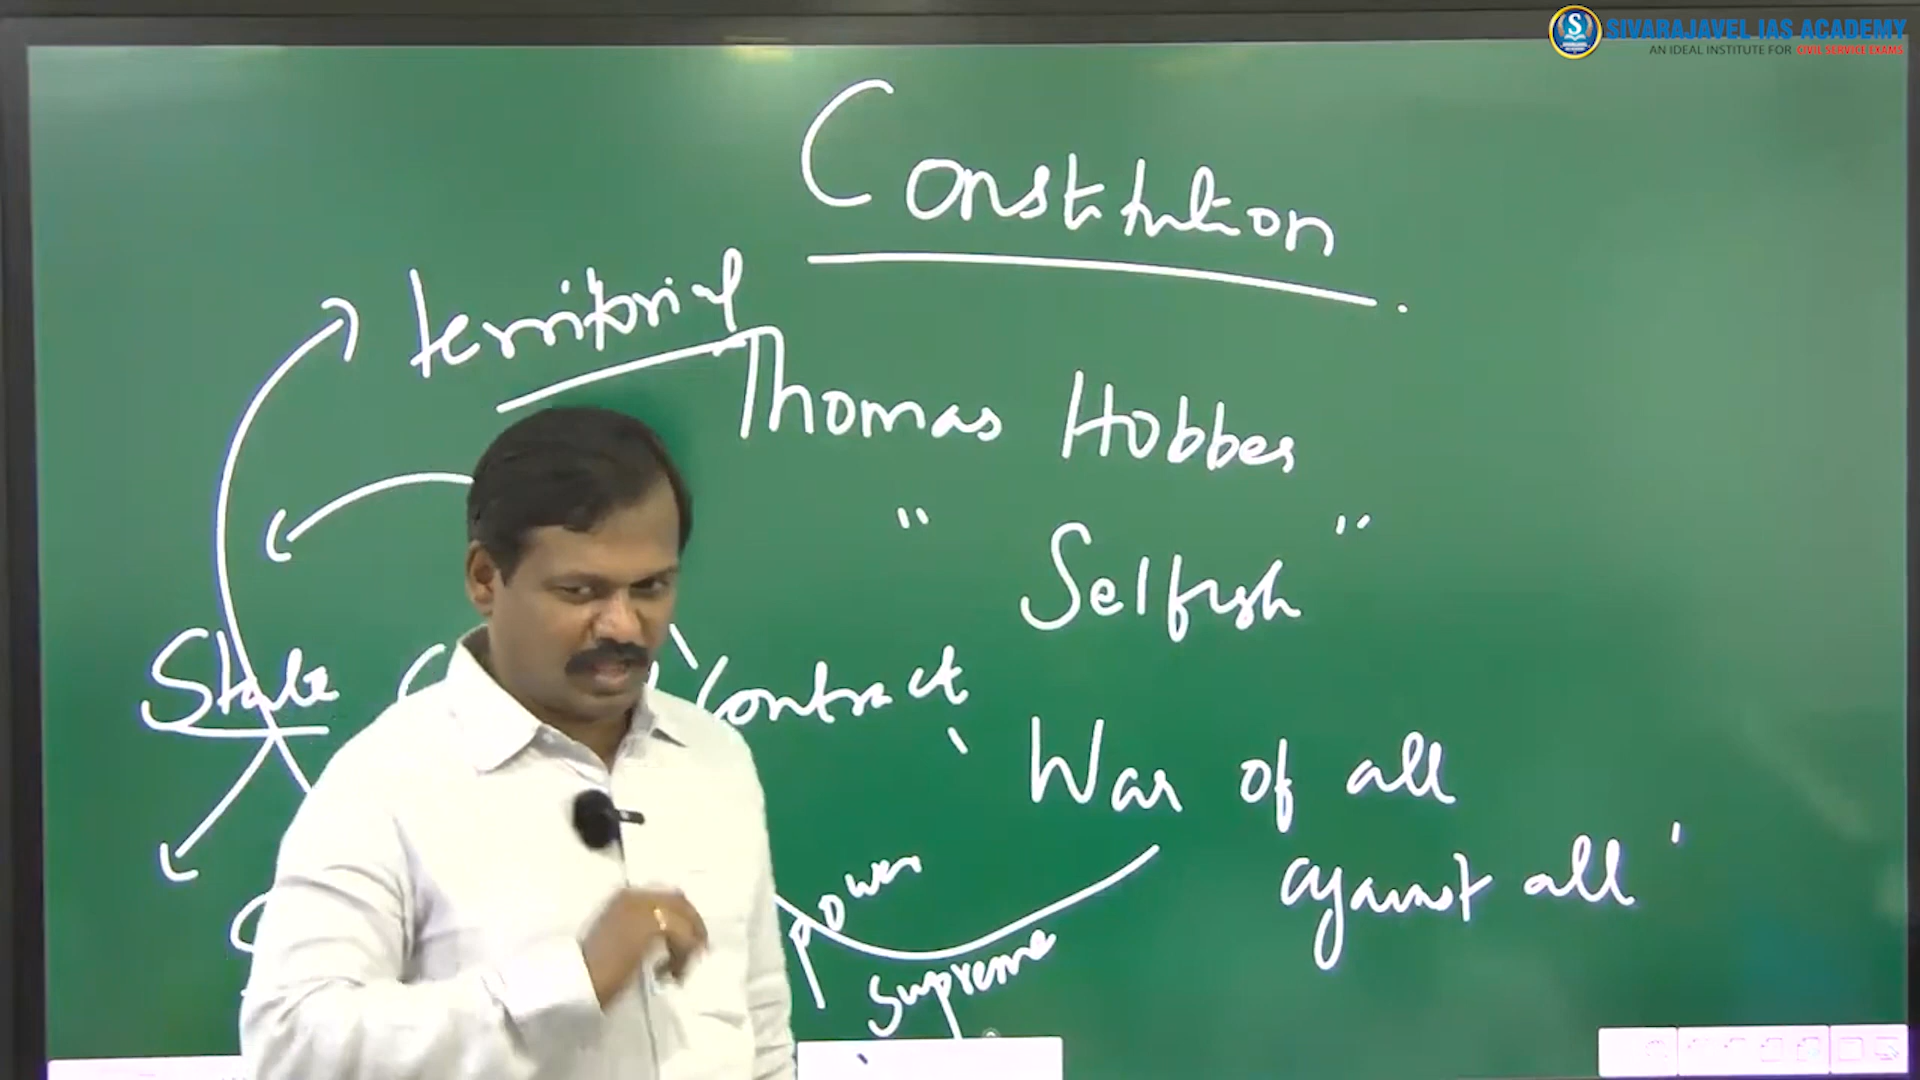 SIVARAJAVEL IAS ACADEMY
AN IDEAL INSTITUTE FOR CIVIL SERVICE EXAMS
Constitution
territorial
Thomas Hobbes
" Selfish "
State
Contract
' War of all
against all '
power
Supreme